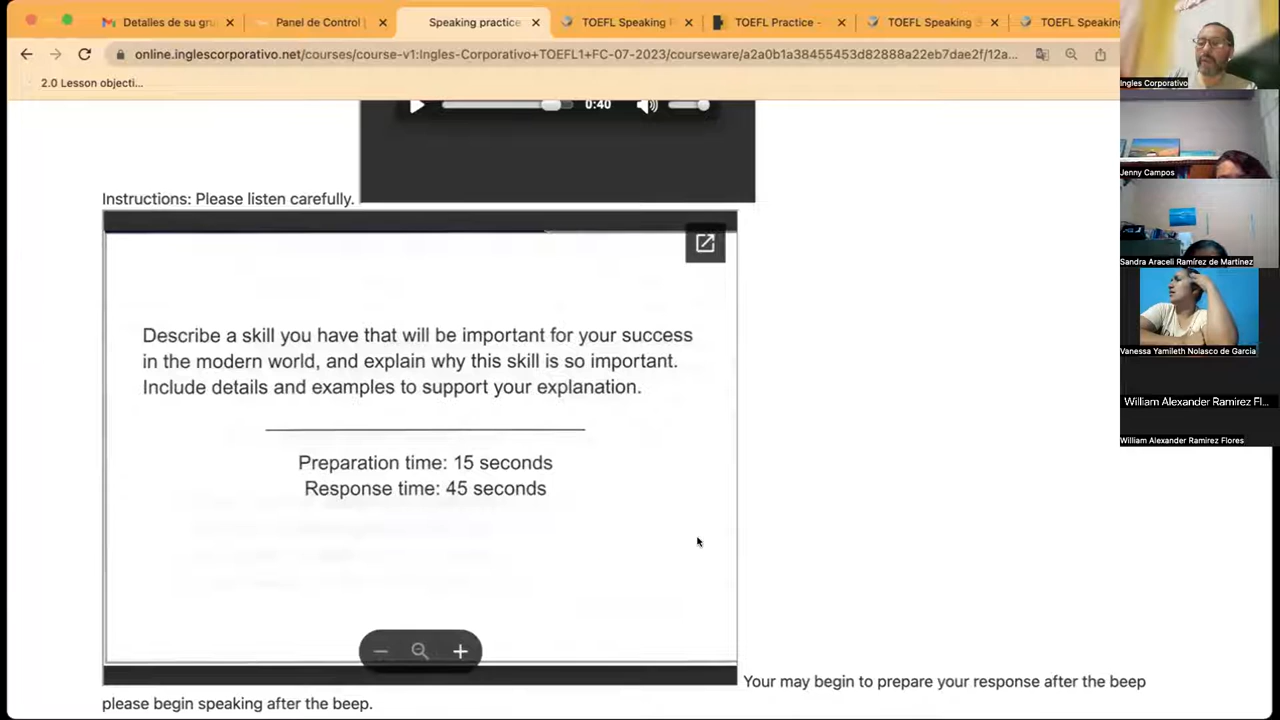 Detalles de su gru
Panel de Control
Speaking practice
TOEFL Speaking
TOEFL Practice -
TOEFL Speaking
TOEFL Speaking
online.inglescorporativo.net/courses/course-v1:Ingles-Corporativo+TOEFL1+FC-07-2023/courseware/a2a0b1a38455453d82888a22eb7dae2f/12a...
2.0 Lesson objecti...
0:40
Instructions: Please listen carefully.
Describe a skill you have that will be important for your success
in the modern world, and explain why this skill is so important.
Include details and examples to support your explanation.
Preparation time: 15 seconds
Response time: 45 seconds
Your may begin to prepare your response after the beep
please begin speaking after the beep.
Ingles Corporativo
Jenny Campos
Sandra Araceli Ramírez de Martinez
Vanessa Yamileth Nolasco de Garcia
William Alexander Ramirez Fl...
William Alexander Ramirez Flores